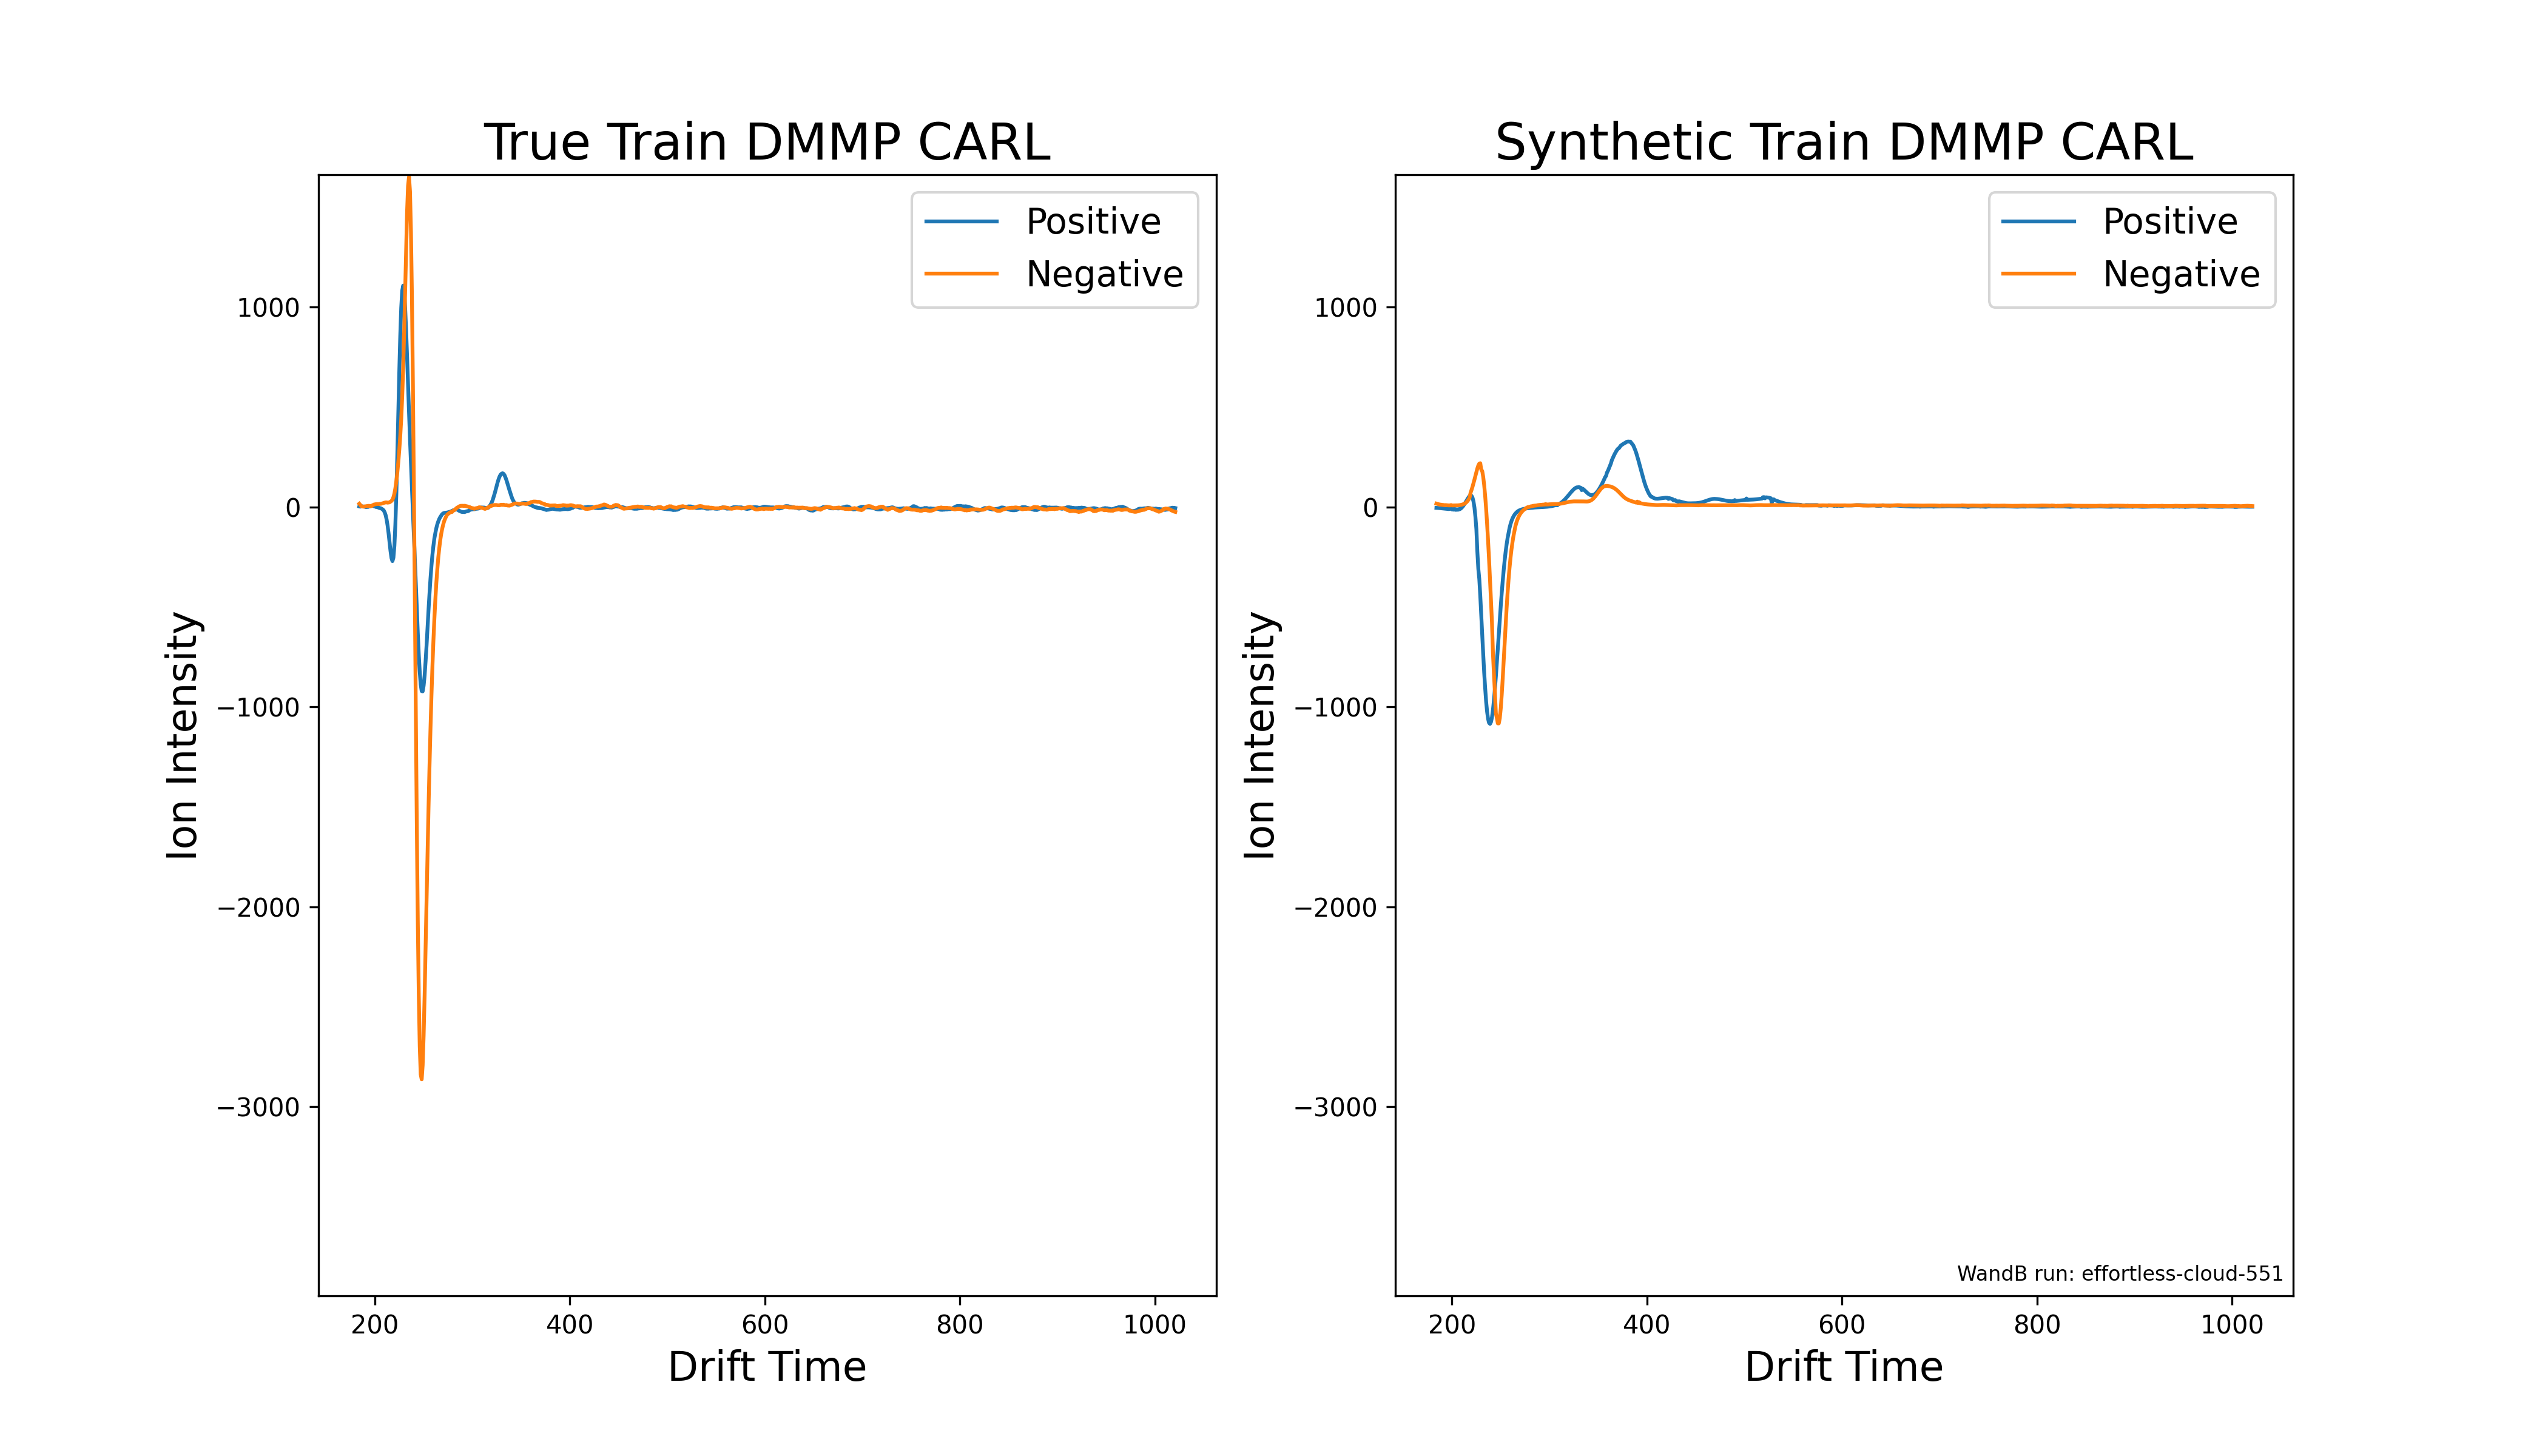 True Train DMMP CARL
Positive
Negative
1000
0
−1000
−2000
−3000
Ion Intensity
200 400 600 800 1000
Drift Time
Synthetic Train DMMP CARL
Positive
Negative
1000
0
−1000
−2000
−3000
Ion Intensity
WandB run: effortless-cloud-551
200 400 600 800 1000
Drift Time